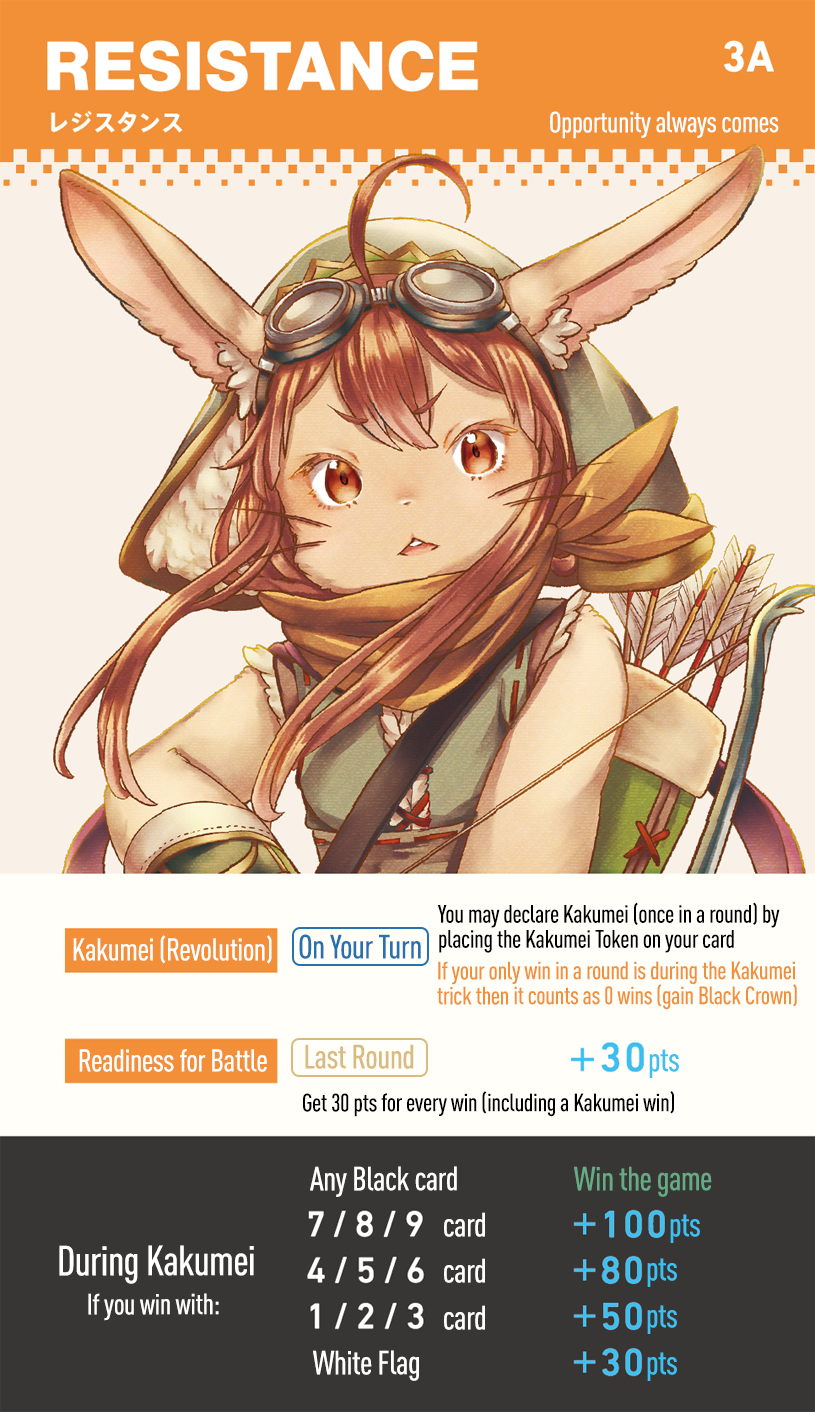 RESISTANCE
3A
レジスタンス
Opportunity always comes
Kakumei (Revolution)
On Your Turn
You may declare Kakumei (once in a round) by
placing the Kakumei Token on your card
If your only win in a round is during the Kakumei
trick then it counts as 0 wins (gain Black Crown)
Readiness for Battle
Last Round
+30pts
Get 30 pts for every win (including a Kakumei win)
During Kakumei
If you win with:
Any Black card
Win the game
7 / 8 / 9 card
+100pts
4 / 5 / 6 card
+80pts
1 / 2 / 3 card
+50pts
White Flag
+30pts